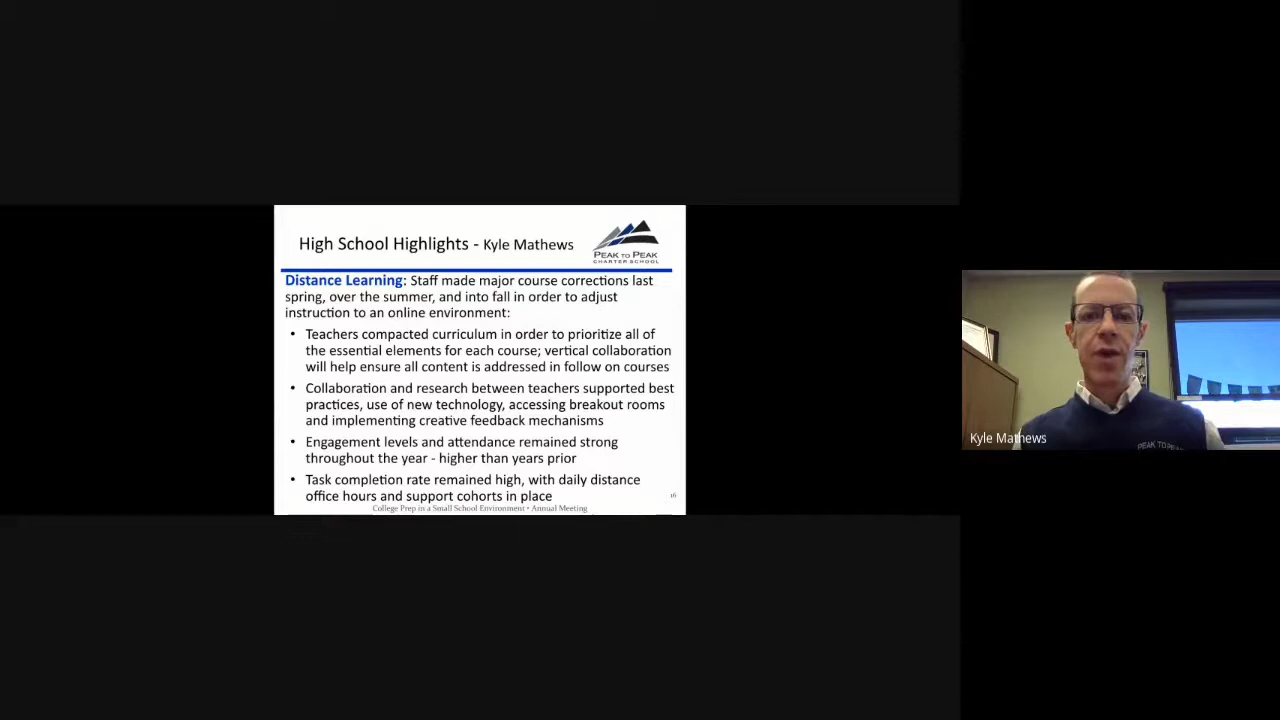 High School Highlights - Kyle Mathews
PEAK TO PEAK
CHARTER SCHOOL
Distance Learning: Staff made major course corrections last
spring, over the summer, and into fall in order to adjust
instruction to an online environment:
• Teachers compacted curriculum in order to prioritize all of
the essential elements for each course; vertical collaboration
will help ensure all content is addressed in follow on courses
• Collaboration and research between teachers supported best
practices, use of new technology, accessing breakout rooms
and implementing creative feedback mechanisms
• Engagement levels and attendance remained strong
throughout the year - higher than years prior
• Task completion rate remained high, with daily distance
office hours and support cohorts in place
16
College Prep in a Small School Environment • Annual Meeting
Kyle Mathews
PEAK TO